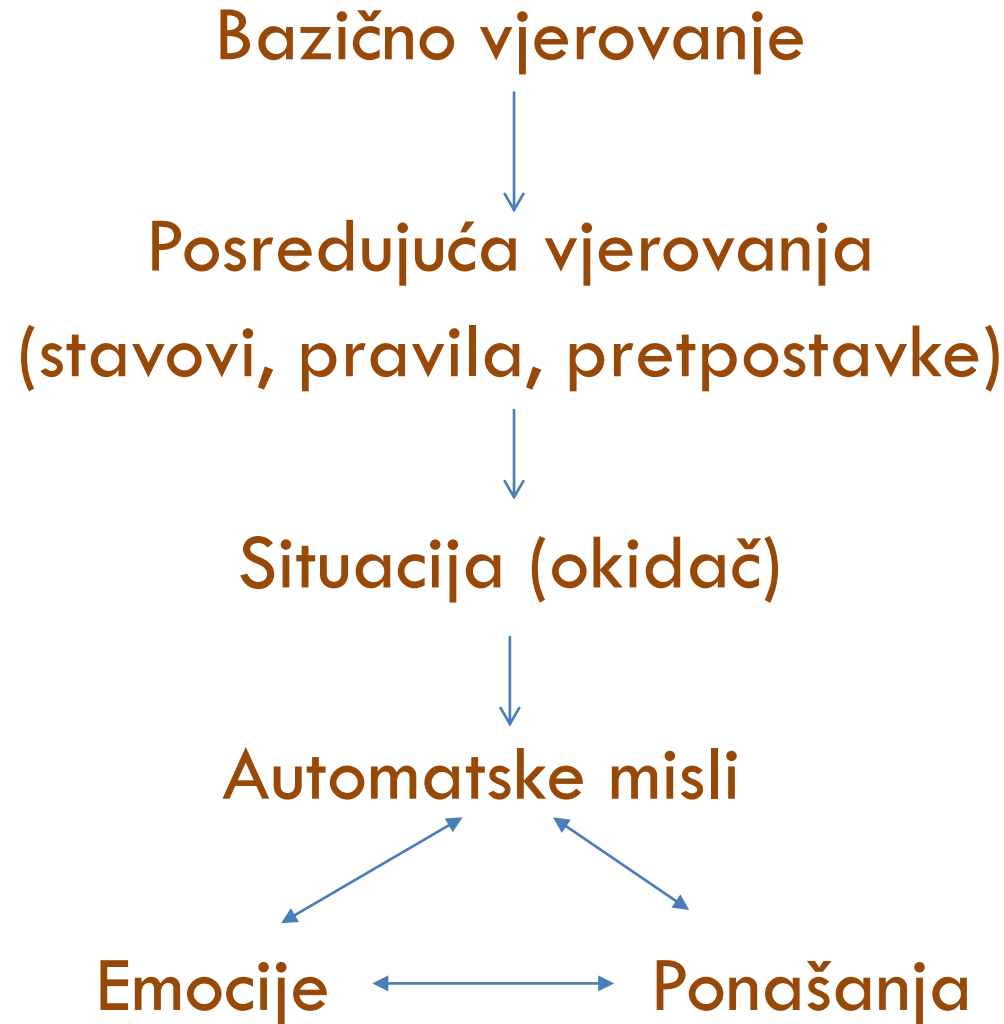 Bazično vjerovanje
Posredujuća vjerovanja
(stavovi, pravila, pretpostavke)
Situacija (okidač)
Automatske misli
Emocije
Ponašanja